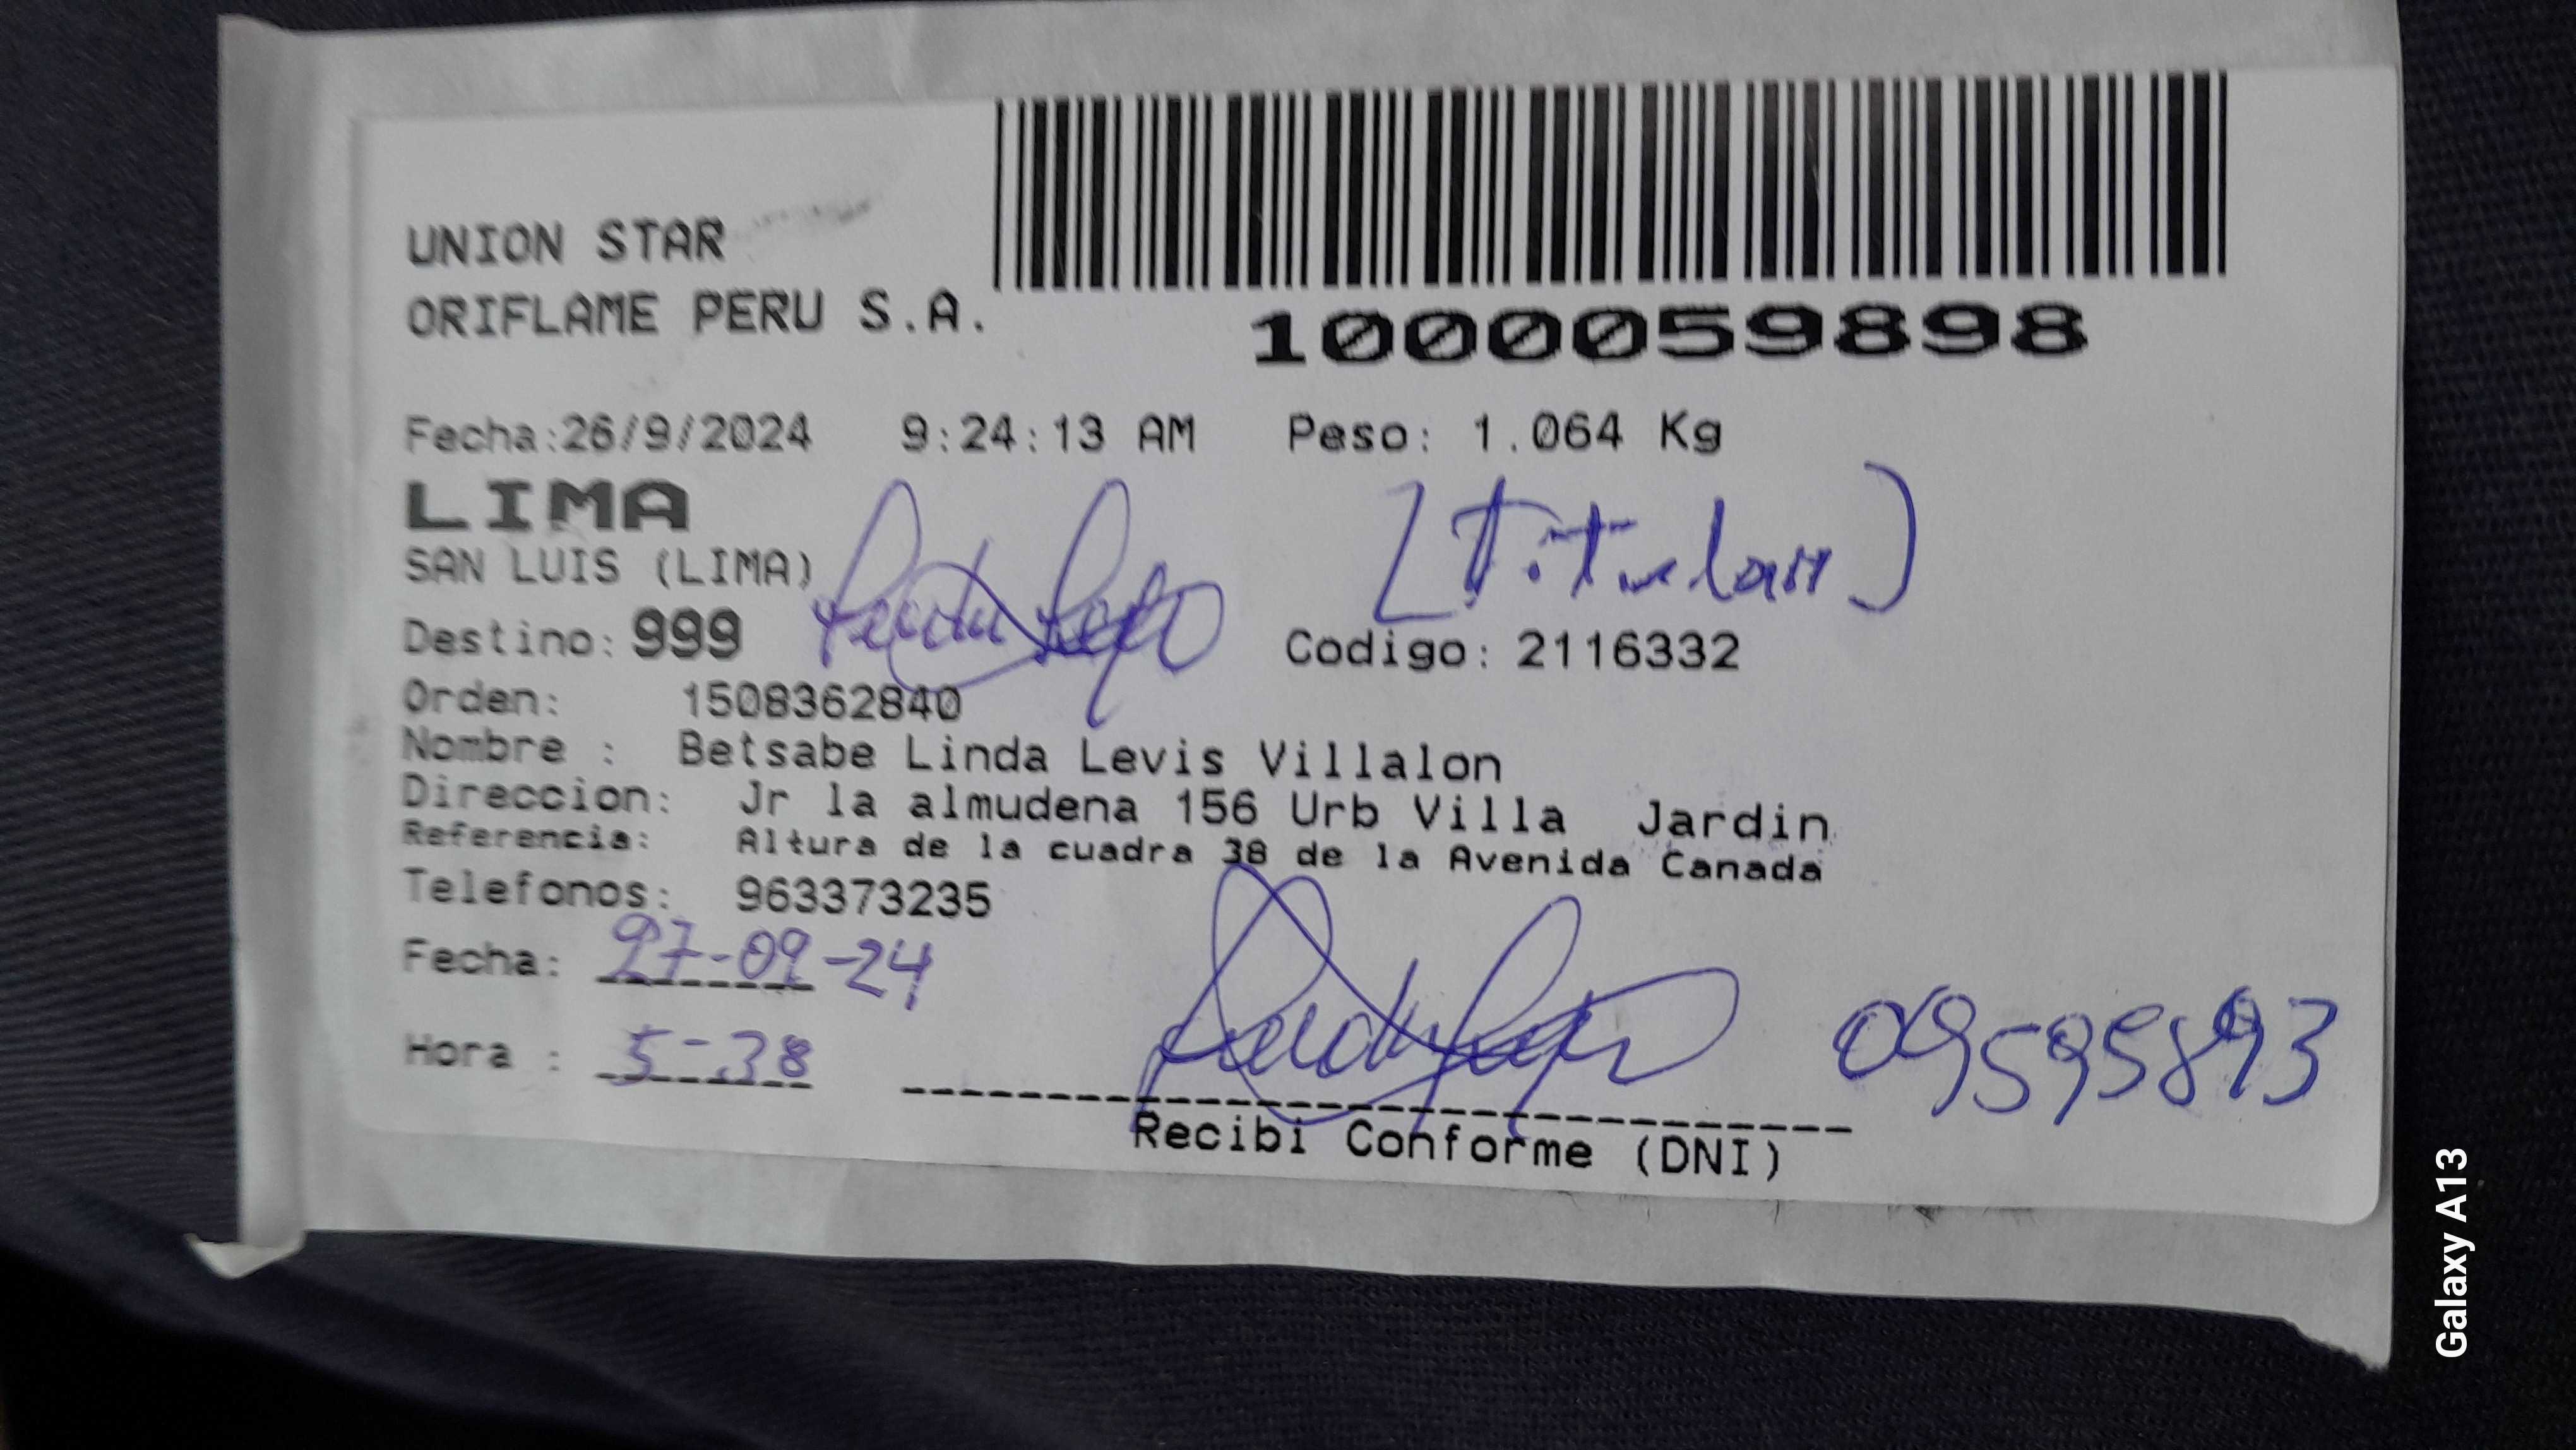 UNION STAR
ORIFLAME PERU S.A.
1000059898
Fecha:26/9/2024 9:24:13 AM Peso: 1.064 Kg
LIMA
[Titular]
SAN LUIS (LIMA)
Destino: 999
Codigo: 2116332
Orden: 1508362840
Nombre : Betsabe Linda Levis Villalon
Direccion: Jr la almudena 156 Urb Villa Jardin
Referencia: Altura de la cuadra 38 de la Avenida Canada
Telefonos: 963373235
Fecha: 27-09-24
Hora : 5-38
09595893
Recibi Conforme (DNI)
Galaxy A13